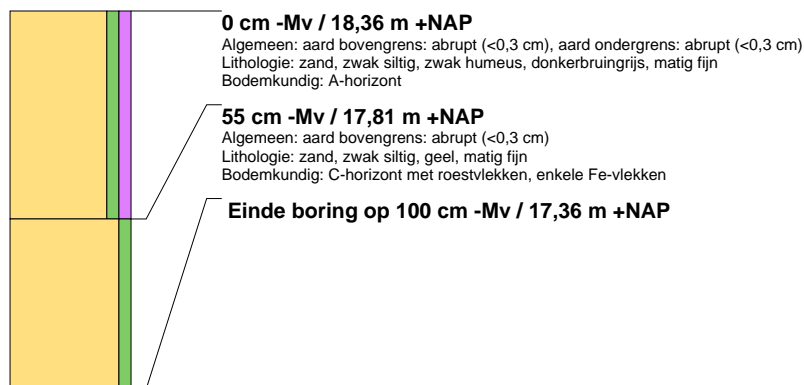 0 cm -Mv / 18,36 m +NAP
Algemeen: aard bovengrens: abrupt (<0,3 cm), aard ondergrens: abrupt (<0,3 cm)
Lithologie: zand, zwak siltig, zwak humeus, donkerbruingrijs, matig fijn
Bodemkundig: A-horizont
55 cm -Mv / 17,81 m +NAP
Algemeen: aard bovengrens: abrupt (<0,3 cm)
Lithologie: zand, zwak siltig, geel, matig fijn
Bodemkundig: C-horizont met roestvlekken, enkele Fe-vlekken
Einde boring op 100 cm -Mv / 17,36 m +NAP